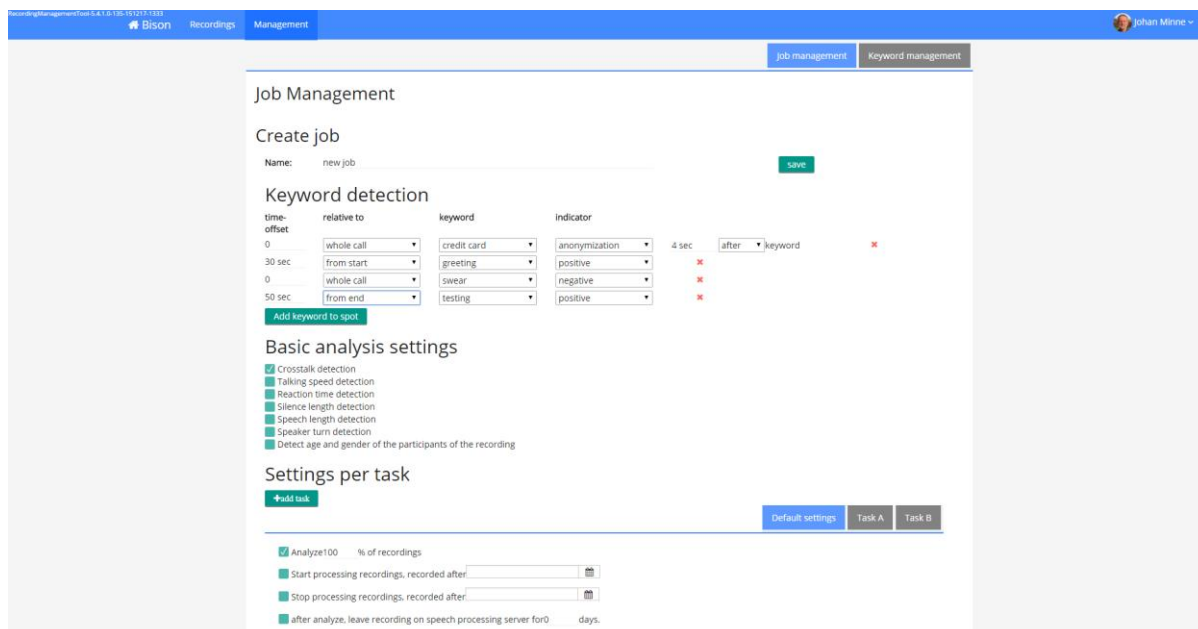 RecordingManagementTool-5.4.1.0-135-151217-1333
Bison Recordings Management Johan Minne
Job management Keyword management
Job Management
Create job
Name: new job save
Keyword detection
time-offset relative to keyword indicator
0 whole call credit card anonymization 4 sec after keyword
30 sec from start greeting positive
0 whole call swear negative
50 sec from end testing positive
Add keyword to spot
Basic analysis settings
Crosstalk detection
Talking speed detection
Reaction time detection
Silence length detection
Speech length detection
Speaker turn detection
Detect age and gender of the participants of the recording
Settings per task
+add task
Default settings Task A Task B
Analyze100 % of recordings
Start processing recordings, recorded after
Stop processing recordings, recorded after
after analyze, leave recording on speech processing server for0 days.